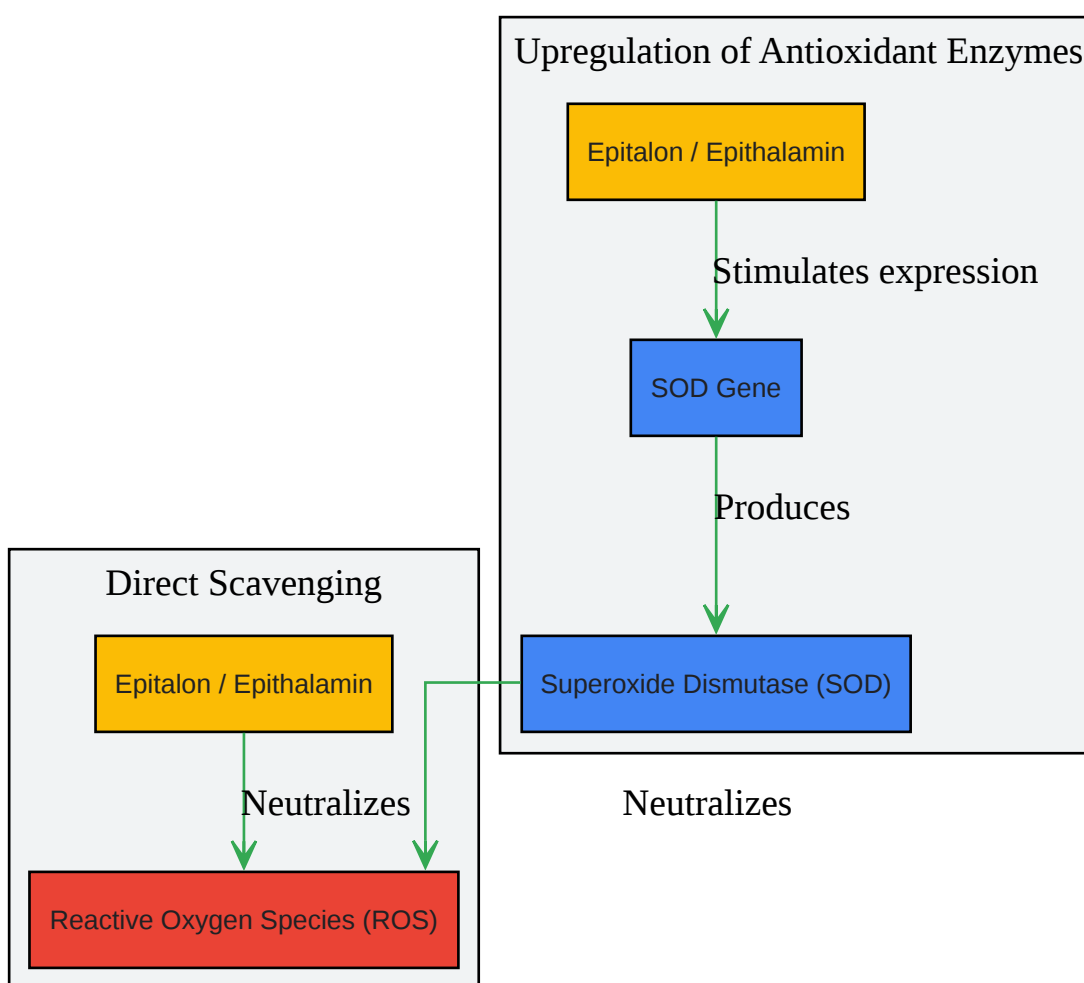 Upregulation of Antioxidant Enzymes
Epitalon / Epithalamin
Stimulates expression
SOD Gene
Produces
Superoxide Dismutase (SOD)
Neutralizes
Direct Scavenging
Epitalon / Epithalamin
Neutralizes
Reactive Oxygen Species (ROS)